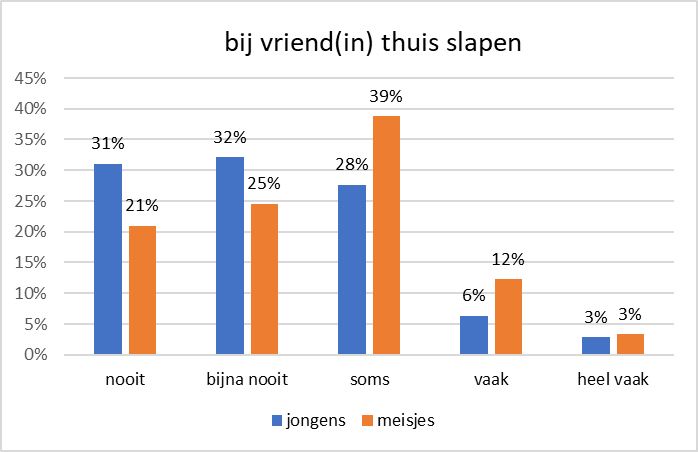 bij vriend(in) thuis slapen
45%
40%
35%
30%
25%
20%
15%
10%
5%
0%
31%
21%
32%
25%
28%
39%
6%
12%
3%
3%
nooit
bijna nooit
soms
vaak
heel vaak
jongens
meisjes